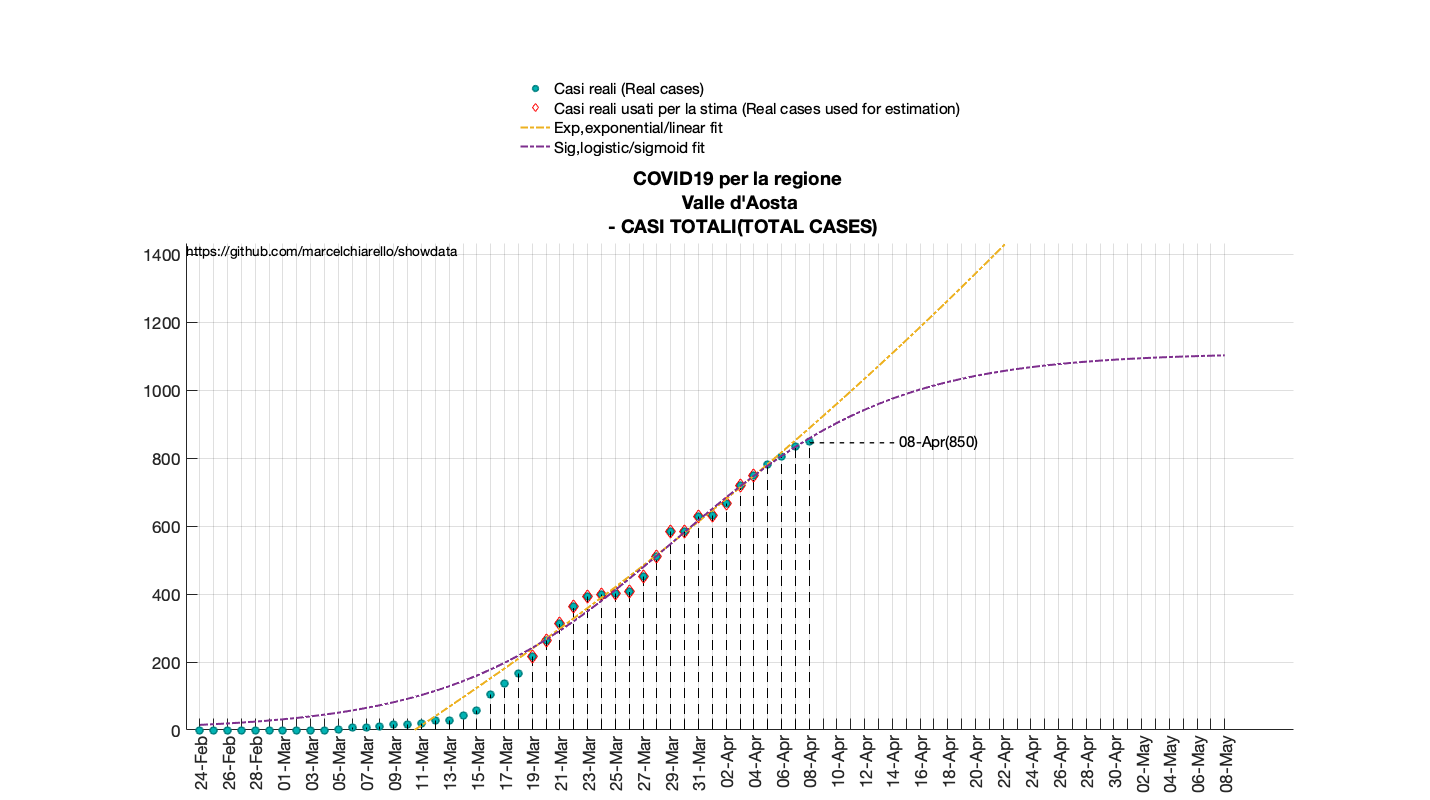 Casi reali (Real cases)
Casi reali usati per la stima (Real cases used for estimation)
Exp,exponential/linear fit
Sig,logistic/sigmoid fit
COVID19 per la regione
Valle d'Aosta
- CASI TOTALI(TOTAL CASES)
https://github.com/marcelchiarello/showdata
1400
1200
1000
800
600
400
200
0
08-Apr(850)
24-Feb
26-Feb
28-Feb
01-Mar
03-Mar
05-Mar
07-Mar
09-Mar
11-Mar
13-Mar
15-Mar
17-Mar
19-Mar
21-Mar
23-Mar
25-Mar
27-Mar
29-Mar
31-Mar
02-Apr
04-Apr
06-Apr
08-Apr
10-Apr
12-Apr
14-Apr
16-Apr
18-Apr
20-Apr
22-Apr
24-Apr
26-Apr
28-Apr
30-Apr
02-May
04-May
06-May
08-May